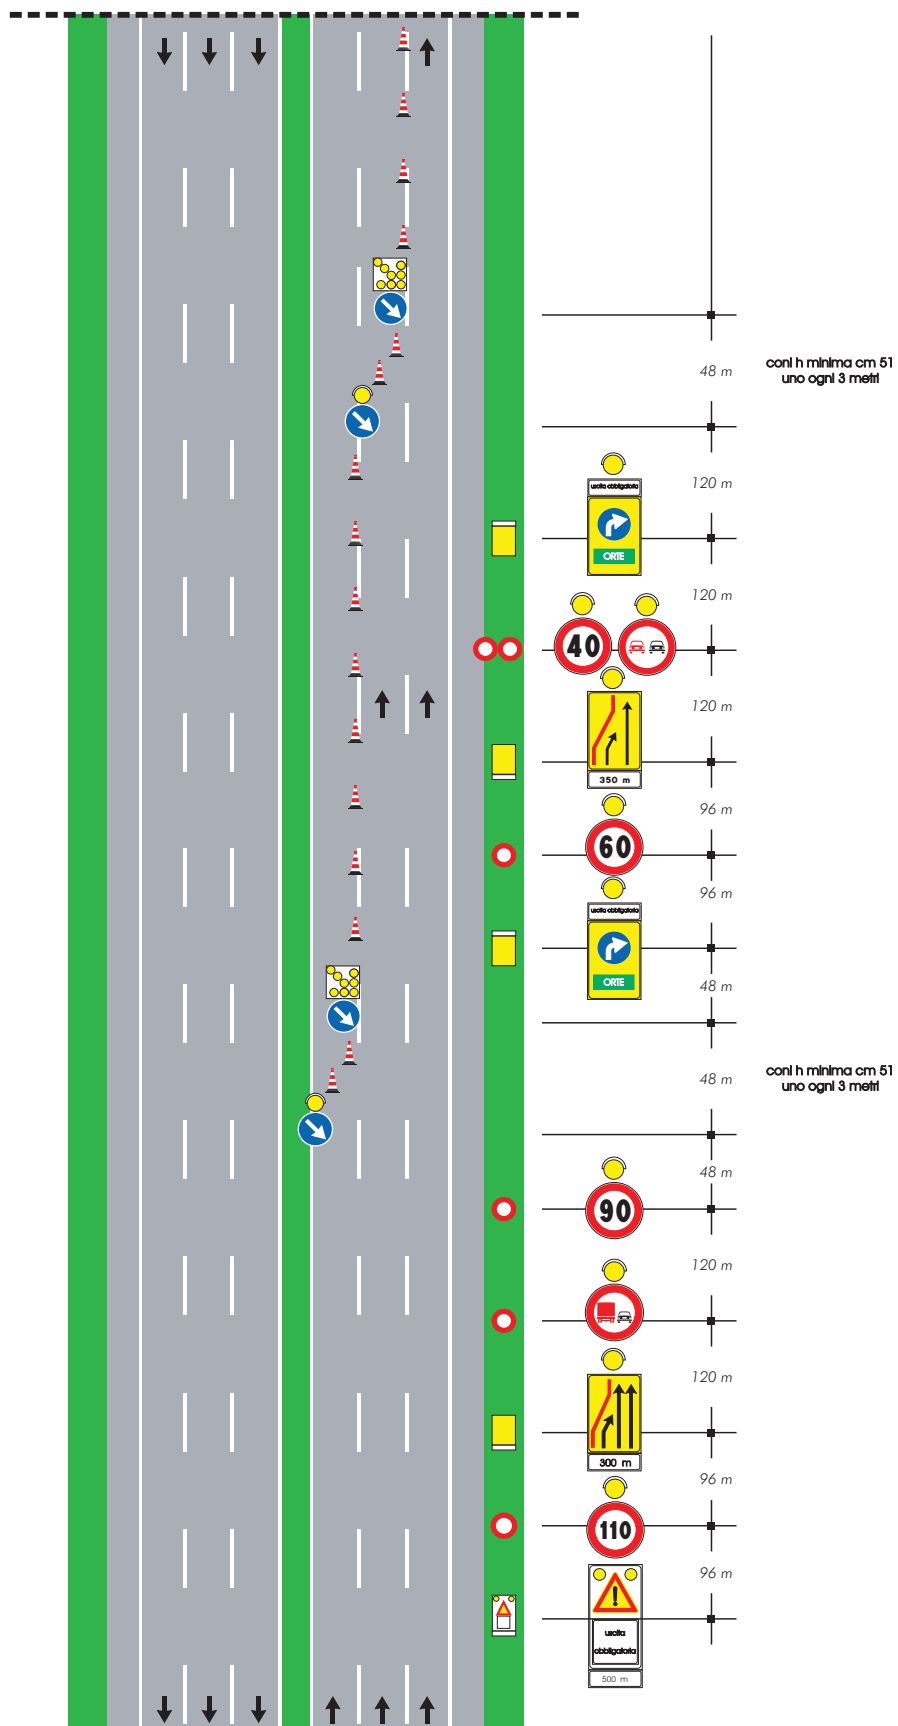 48 m
coni h minima cm 51
uno ogni 3 metri
120 m
uscita obbligatoria
ORTE
120 m
40
120 m
350 m
96 m
60
96 m
uscita obbligatoria
ORTE
48 m
48 m
coni h minima cm 51
uno ogni 3 metri
48 m
90
120 m
120 m
300 m
96 m
110
96 m
!
uscita
obbligatoria
500 m